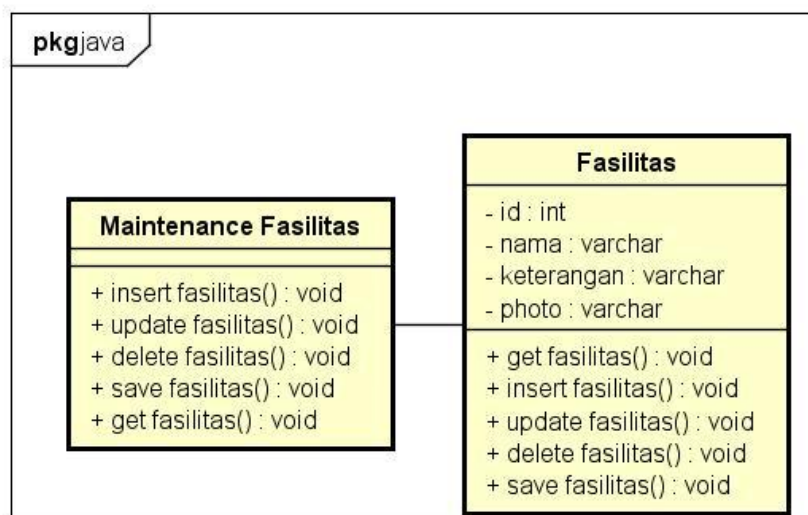 pkgjava
Maintenance Fasilitas
+ insert fasilitas() : void
+ update fasilitas() : void
+ delete fasilitas() : void
+ save fasilitas() : void
+ get fasilitas() : void
Fasilitas
- id : int
- nama : varchar
- keterangan : varchar
- photo : varchar
+ get fasilitas() : void
+ insert fasilitas() : void
+ update fasilitas() : void
+ delete fasilitas() : void
+ save fasilitas() : void